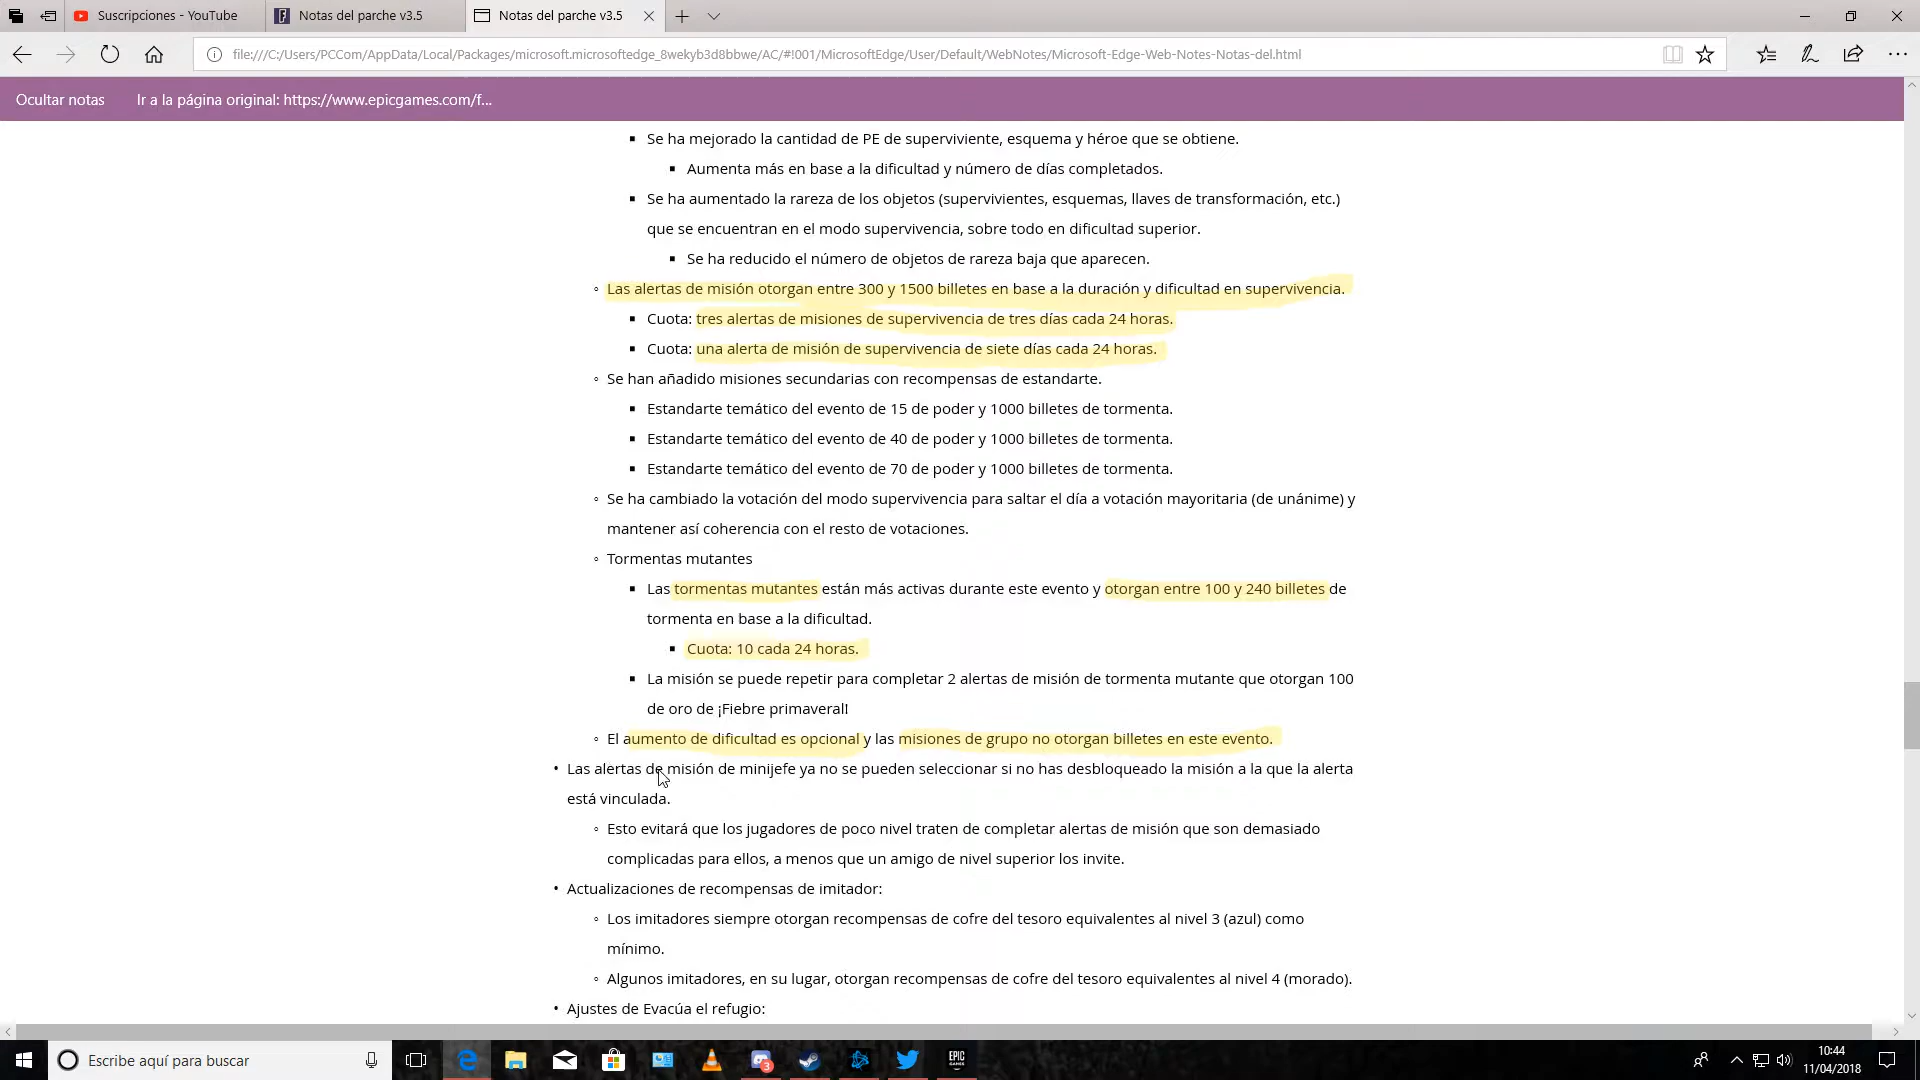 Suscripciones - YouTube
Notas del parche v3.5
Notas del parche v3.5
file:///C:/Users/PCCom/AppData/Local/Packages/microsoft.microsoftedge_8wekyb3d8bbwe/AC/#!001/MicrosoftEdge/User/Default/WebNotes/Microsoft-Edge-Web-Notes-Notas-del.html
Ocultar notas
Ir a la página original: https://www.epicgames.com/f...
Se ha mejorado la cantidad de PE de superviviente, esquema y héroe que se obtiene.
Aumenta más en base a la dificultad y número de días completados.
Se ha aumentado la rareza de los objetos (supervivientes, esquemas, llaves de transformación, etc.)
que se encuentran en el modo supervivencia, sobre todo en dificultad superior.
Se ha reducido el número de objetos de rareza baja que aparecen.
Las alertas de misión otorgan entre 300 y 1500 billetes en base a la duración y dificultad en supervivencia.
Cuota: tres alertas de misiones de supervivencia de tres días cada 24 horas.
Cuota: una alerta de misión de supervivencia de siete días cada 24 horas.
Se han añadido misiones secundarias con recompensas de estandarte.
Estandarte temático del evento de 15 de poder y 1000 billetes de tormenta.
Estandarte temático del evento de 40 de poder y 1000 billetes de tormenta.
Estandarte temático del evento de 70 de poder y 1000 billetes de tormenta.
Se ha cambiado la votación del modo supervivencia para saltar el día a votación mayoritaria (de unánime) y
mantener así coherencia con el resto de votaciones.
Tormentas mutantes
Las tormentas mutantes están más activas durante este evento y otorgan entre 100 y 240 billetes de
tormenta en base a la dificultad.
Cuota: 10 cada 24 horas.
La misión se puede repetir para completar 2 alertas de misión de tormenta mutante que otorgan 100
de oro de ¡Fiebre primaveral!
El aumento de dificultad es opcional y las misiones de grupo no otorgan billetes en este evento.
Las alertas de misión de minijefe ya no se pueden seleccionar si no has desbloqueado la misión a la que la alerta
está vinculada.
Esto evitará que los jugadores de poco nivel traten de completar alertas de misión que son demasiado
complicadas para ellos, a menos que un amigo de nivel superior los invite.
Actualizaciones de recompensas de imitador:
Los imitadores siempre otorgan recompensas de cofre del tesoro equivalentes al nivel 3 (azul) como
mínimo.
Algunos imitadores, en su lugar, otorgan recompensas de cofre del tesoro equivalentes al nivel 4 (morado).
Ajustes de Evacúa el refugio:
Escribe aquí para buscar
3
EPIC
GAMES
10:44
11/04/2018